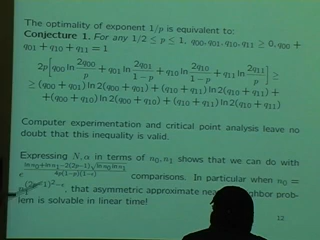 The optimality of exponent 1/p is equivalent to:
Conjecture 1. For any 1/2 ≤ p ≤ 1, q₀₀, q₀₁, q₁₀, q₁₁ ≥ 0, q₀₀ +
q₀₁ + q₁₀ + q₁₁ = 1
2p[q₀₀ ln 2q₀₀/p + q₀₁ ln 2q₀₁/(1−p) + q₁₀ ln 2q₁₀/(1−p) + q₁₁ ln 2q₁₁/p] ≥
≥ (q₀₀ + q₀₁) ln 2(q₀₀ + q₀₁) + (q₁₀ + q₁₁) ln 2(q₁₀ + q₁₁) +
+(q₀₀ + q₁₀) ln 2(q₀₀ + q₁₀) + (q₁₀ + q₁₁) ln 2(q₁₀ + q₁₁)
Computer experimentation and critical point analysis leave no
doubt that this inequality is valid.
Expressing N, α in terms of n₀, n₁ shows that we can do with
comparisons. In particular when n₀ =
, that asymmetric approximate nea bor prob-
lem is solvable in linear time!
12